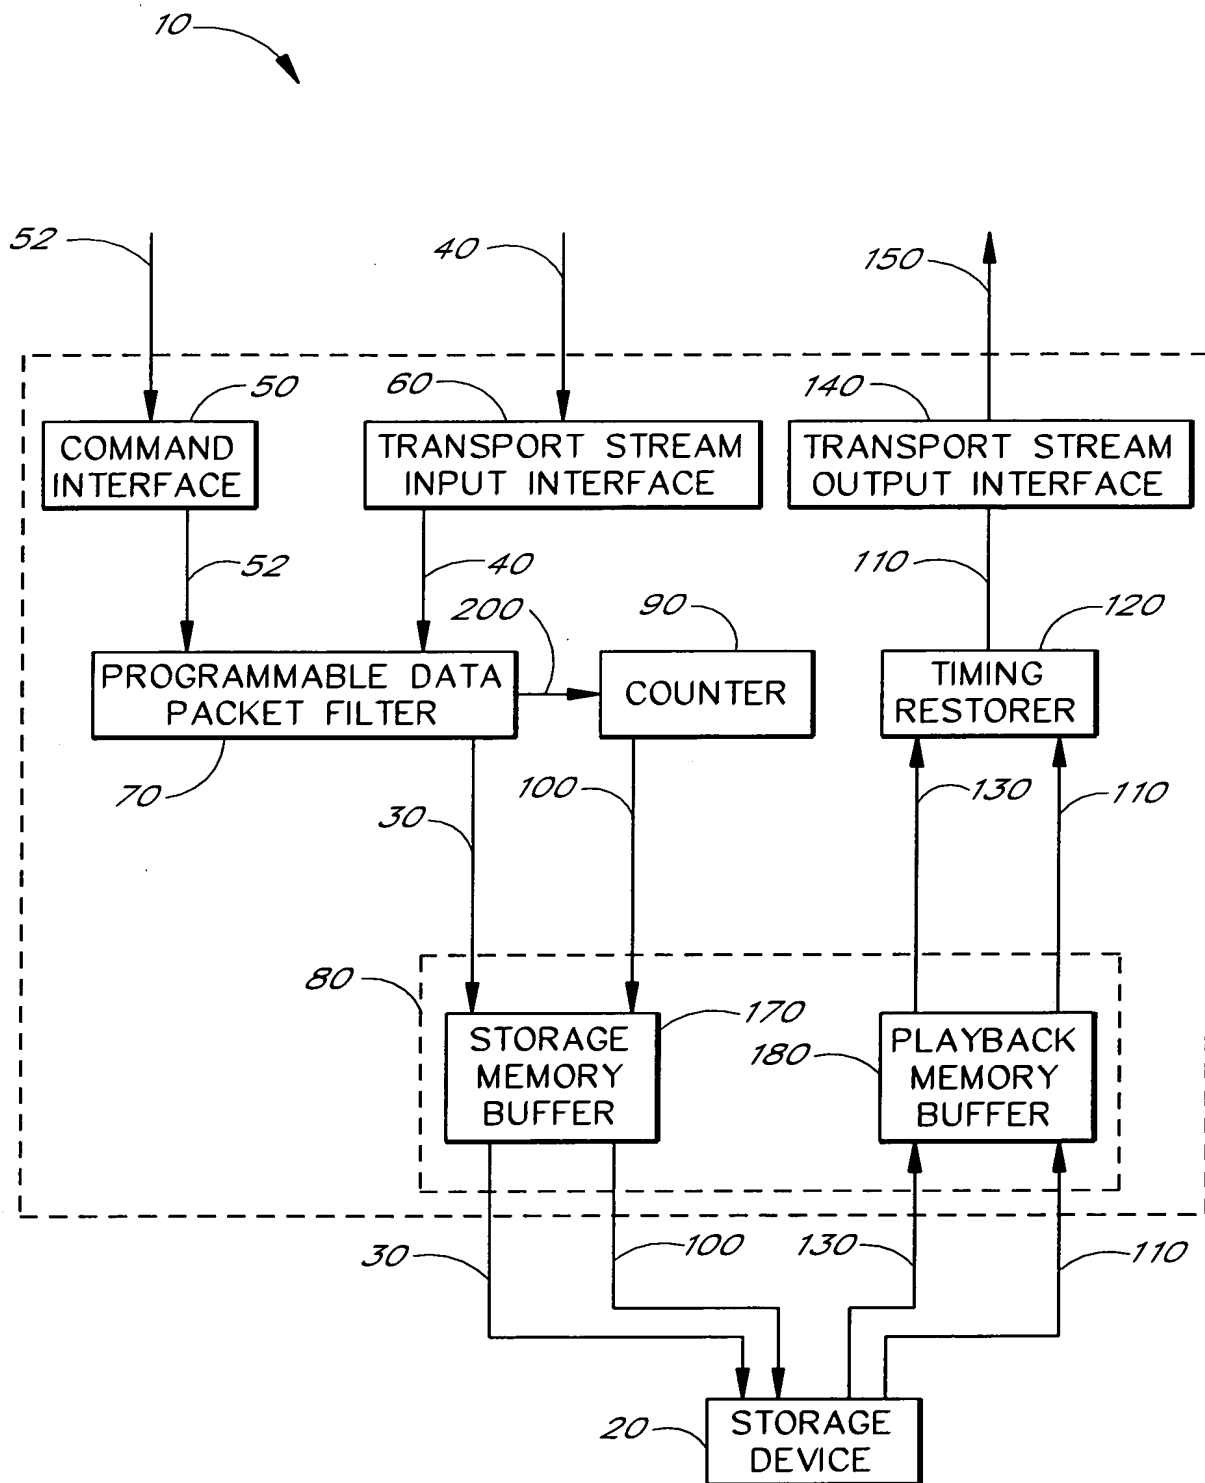 10
52
40
150
50
60
140
COMMAND
INTERFACE
TRANSPORT STREAM
INPUT INTERFACE
TRANSPORT STREAM
OUTPUT INTERFACE
52
40
110
200
90
120
PROGRAMMABLE DATA
PACKET FILTER
COUNTER
TIMING
RESTORER
70
30
100
130
110
80
170
180
STORAGE
MEMORY
BUFFER
PLAYBACK
MEMORY
BUFFER
30
100
130
110
20
STORAGE
DEVICE